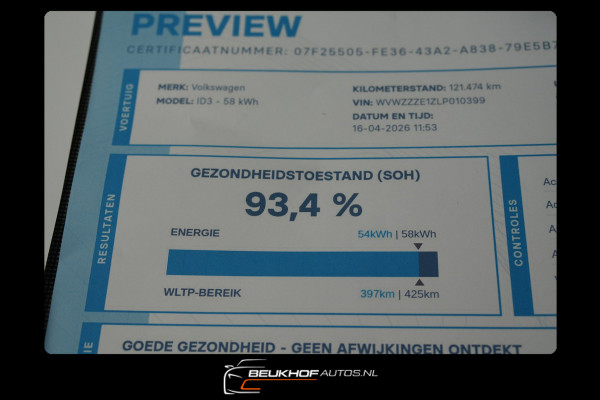 PREVIEW
CERTIFICAATNUMMER: 07F25505-FE36-43A2-A838-79E5B7
VOERTUIG
MERK: Volkswagen
MODEL: ID3 - 58 kWh
KILOMETERSTAND: 121.474 km
VIN: WVWZZZE1ZLP010399
DATUM EN TIJD:
16-04-2026 11:53
RESULTATEN
GEZONDHEIDSTOESTAND (SOH)
93,4 %
ENERGIE 54kWh | 58kWh
WLTP-BEREIK 397km | 425km
CONTROLES
Ac
GOEDE GEZONDHEID - GEEN AFWIJKINGEN ONTDEKT
BEUKHOFAUTOS.NL